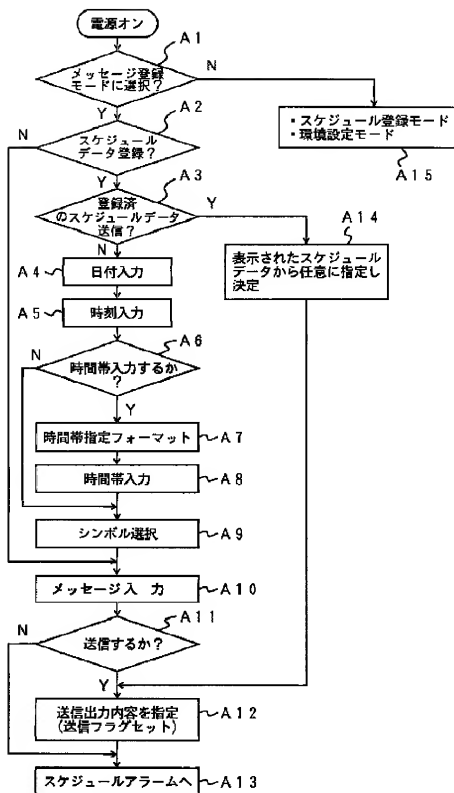 電源オン
A1
メッセージ登録
モードに選択?
N
Y
A2
・スケジュール登録モード
・環境設定モード
A15
N
スケジュール
データ登録?
Y
A3
登録済
のスケジュールデータ
送信?
Y
A14
N
表示されたスケジュール
データから任意に指定し
決定
A4
日付入力
A5
時刻入力
A6
N
時間帯入力するか
?
Y
時間帯指定フォーマット
A7
時間帯入力
A8
シンボル選択
A9
メッセージ入 力
A10
A11
N
送信するか?
Y
送信出力内容を指定
(送信フラグセット)
A12
スケジュールアラームへ
A13